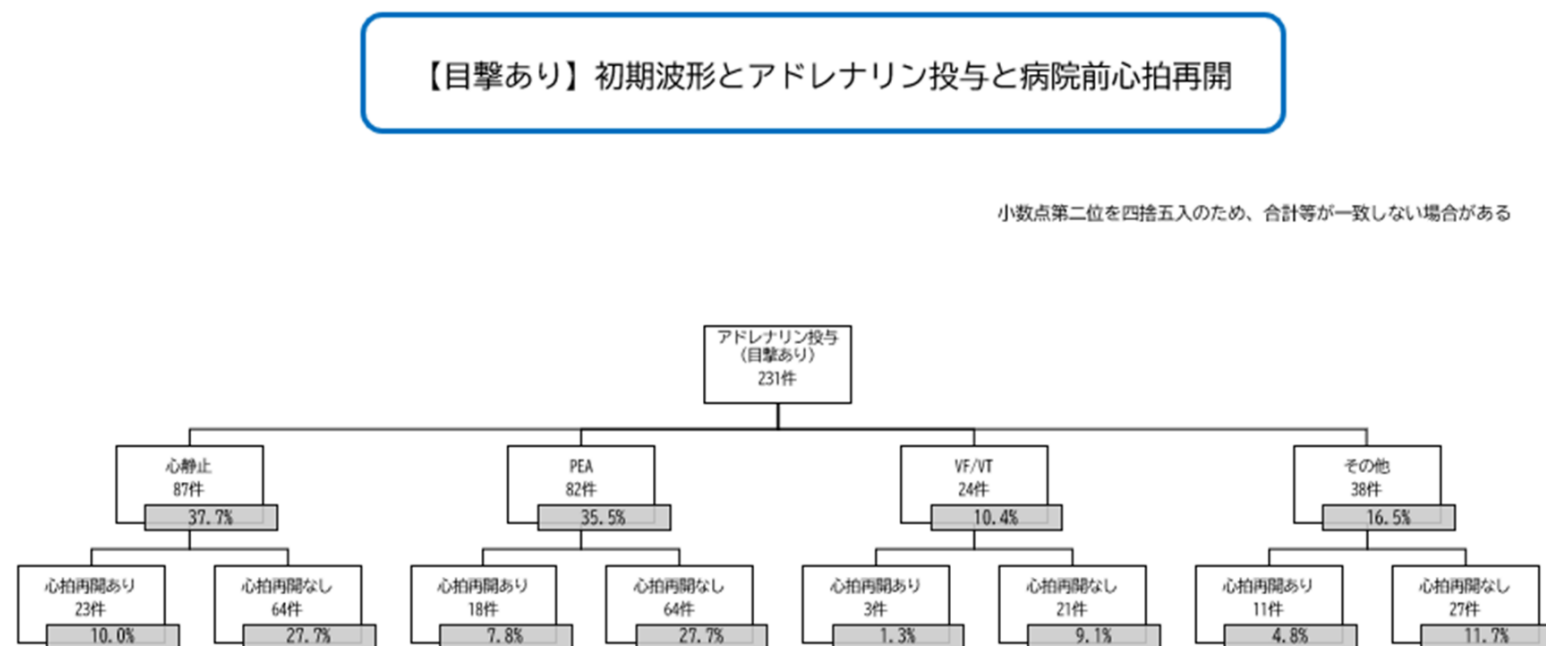 【目撃あり】初期波形とアドレナリン投与と病院前心拍再開
小数点第二位を四捨五入のため、合計等が一致しない場合がある
アドレナリン投与
（目撃あり）
231件
心静止
87件
37.7%
PEA
82件
35.5%
VF/VT
24件
10.4%
その他
38件
16.5%
心拍再開あり
23件
10.0%
心拍再開なし
64件
27.7%
心拍再開あり
18件
7.8%
心拍再開なし
64件
27.7%
心拍再開あり
3件
1.3%
心拍再開なし
21件
9.1%
心拍再開あり
11件
4.8%
心拍再開なし
27件
11.7%